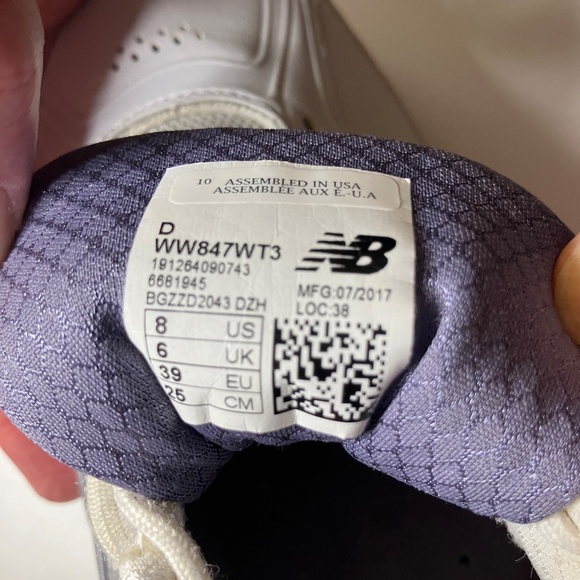 10 ASSEMBLED IN USA
ASSEMBLÉE AUX É.-U.A
D
WW847WT3
191264090743
6681945
BGZZD2043 DZH
NB
MFG:07/2017
LOC:38
8 US
6 UK
39 EU
25 CM